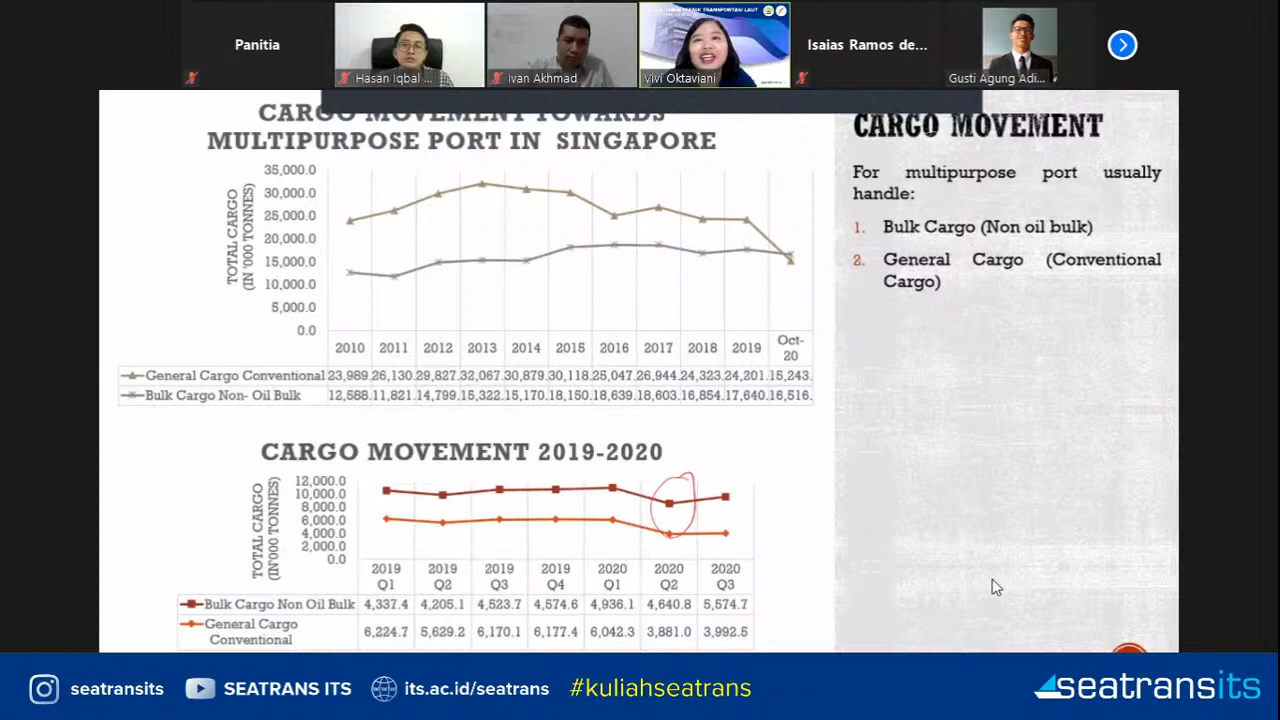 Panitia
Hasan Iqbal ...
Ivan Akhmad
Vivi Oktaviani
Isaias Ramos de...
Gusti Agung Adi...
TRANSPORTASI LAUT
CARGO MOVEMENT TOWARDS
MULTIPURPOSE PORT IN SINGAPORE
TOTAL CARGO
(IN '000 TONNES)
35,000.0
30,000.0
25,000.0
20,000.0
15,000.0
10,000.0
5,000.0
0.0
2010 2011 2012 2013 2014 2015 2016 2017 2018 2019 Oct-
20
General Cargo Conventional 23,989. 26,130. 29,827. 32,067. 30,879. 30,118. 25,047. 26,944. 24,323. 24,201. 15,243.
Bulk Cargo Non- Oil Bulk 12,588. 11,821. 14,799. 15,322. 15,170. 18,150. 18,639. 18,603. 16,854. 17,640. 16,516.
CARGO MOVEMENT 2019-2020
TOTAL CARGO
(IN'000 TONNES)
12,000.0
10,000.0
8,000.0
6,000.0
4,000.0
2,000.0
0.0
2019 2019 2019 2019 2020 2020 2020
Q1 Q2 Q3 Q4 Q1 Q2 Q3
Bulk Cargo Non Oil Bulk 4,337.4 4,205.1 4,523.7 4,574.6 4,936.1 4,640.8 5,574.7
General Cargo
Conventional 6,224.7 5,629.2 6,170.1 6,177.4 6,042.3 3,881.0 3,992.5
CARGO MOVEMENT
For multipurpose port usually
handle:
1. Bulk Cargo (Non oil bulk)
2. General Cargo (Conventional
Cargo)
seatransits
SEATRANS ITS
its.ac.id/seatrans
#kuliahseatrans
seatransits